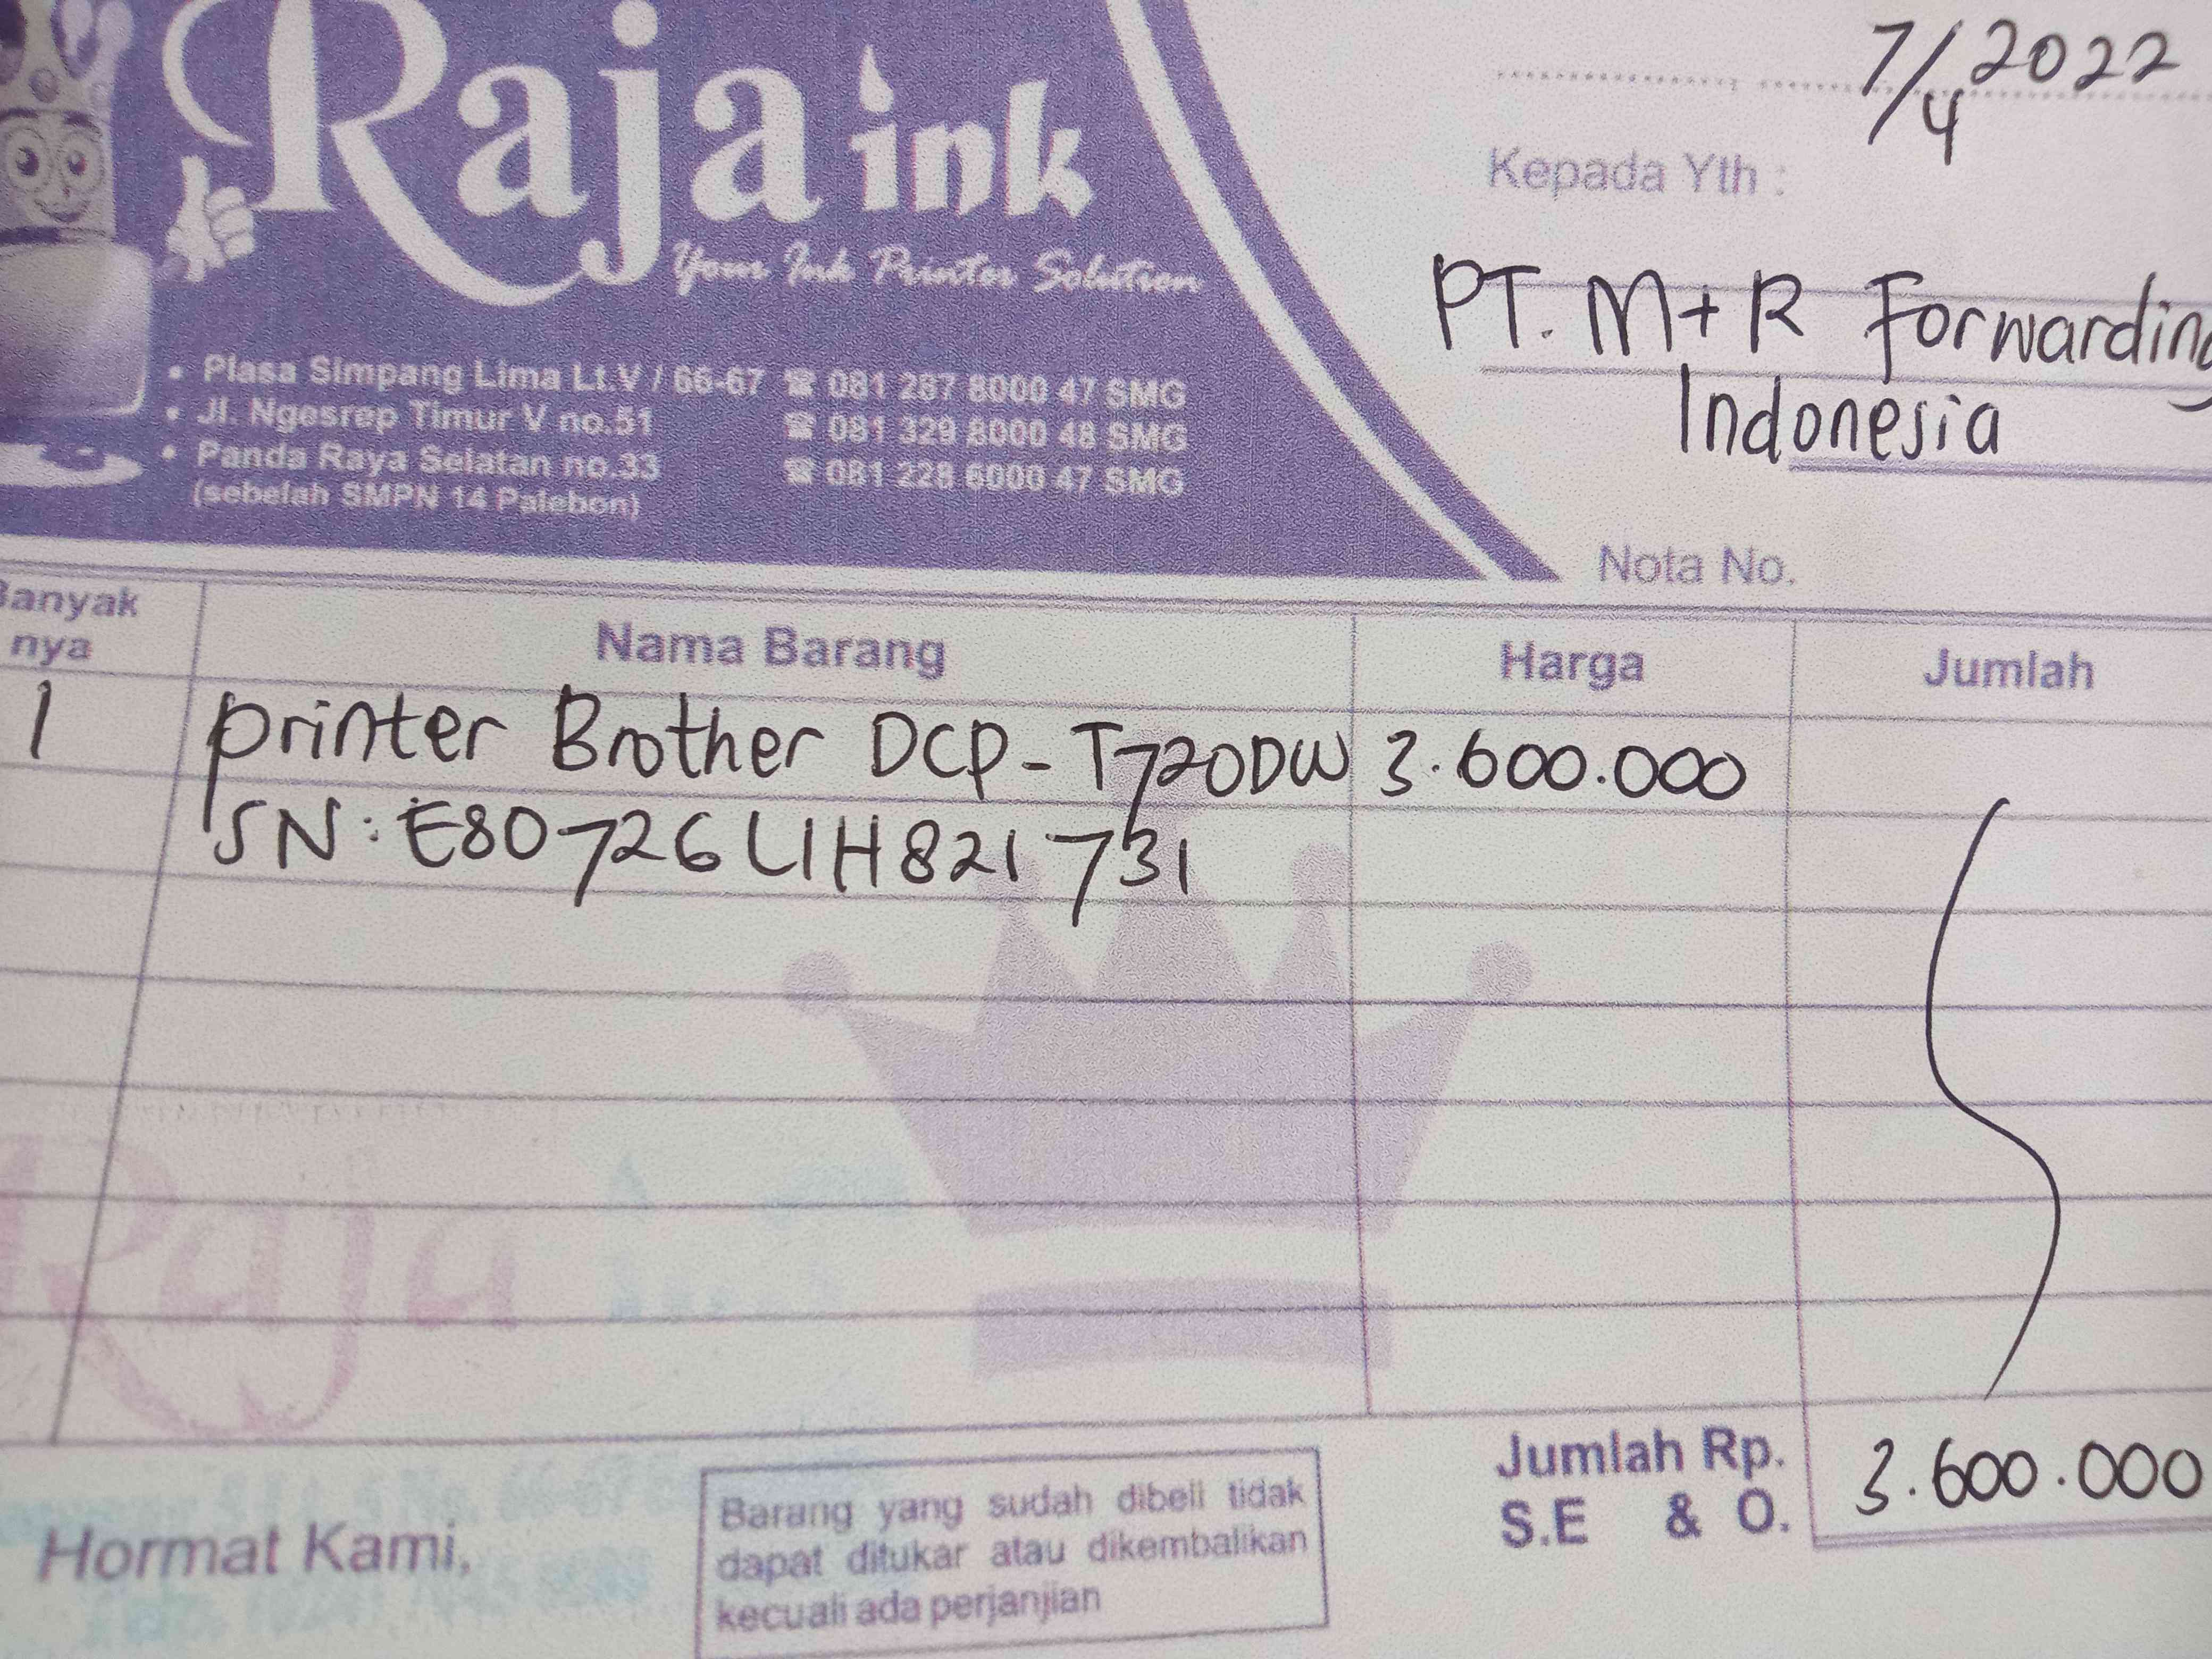 Raja ink
Your Ink Printer Solution
• Plasa Simpang Lima Lt.V / 66-67 ☎ 081 267 8000 47 SMG
• Jl. Ngesrep Timur V no.51 ☎ 081 329 8000 48 SMG
• Panda Raya Selatan no.33 ☎ 081 228 6000 47 SMG
(sebelah SMPN 14 Palebon)
7/4 2022
Kepada Yth :
PT. M+R Forwarding
Indonesia
Nota No.
Banyak nya Nama Barang Harga Jumlah
1 printer Brother DCP-T720DW 3.600.000
SN: E80726L1H821731
Raja
Jumlah Rp. 3.600.000
S.E & O.
Hormat Kami,
Barang yang sudah dibeli tidak
dapat ditukar atau dikembalikan
kecuali ada perjanjian